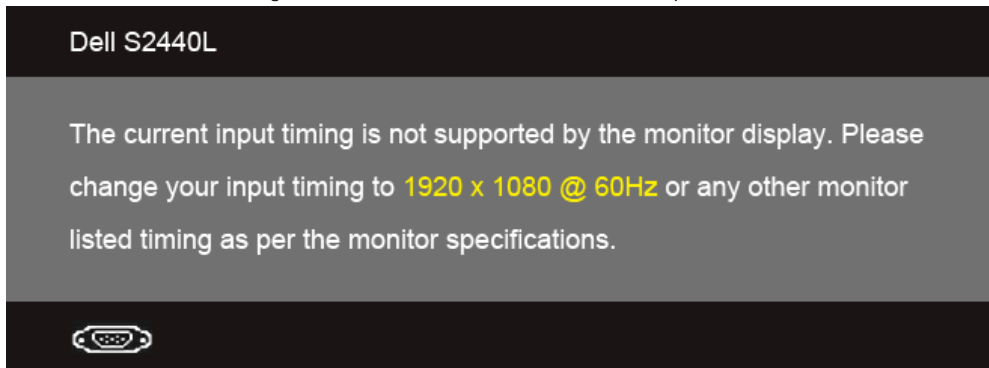 Dell S2440L
The current input timing is not supported by the monitor display. Please
change your input timing to 1920 x 1080 @ 60Hz or any other monitor
listed timing as per the monitor specifications.